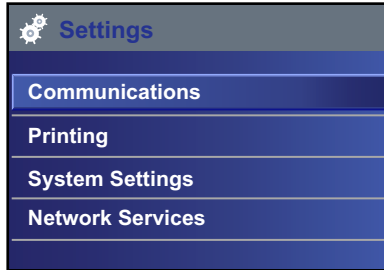 Settings
Communications
Printing
System Settings
Network Services